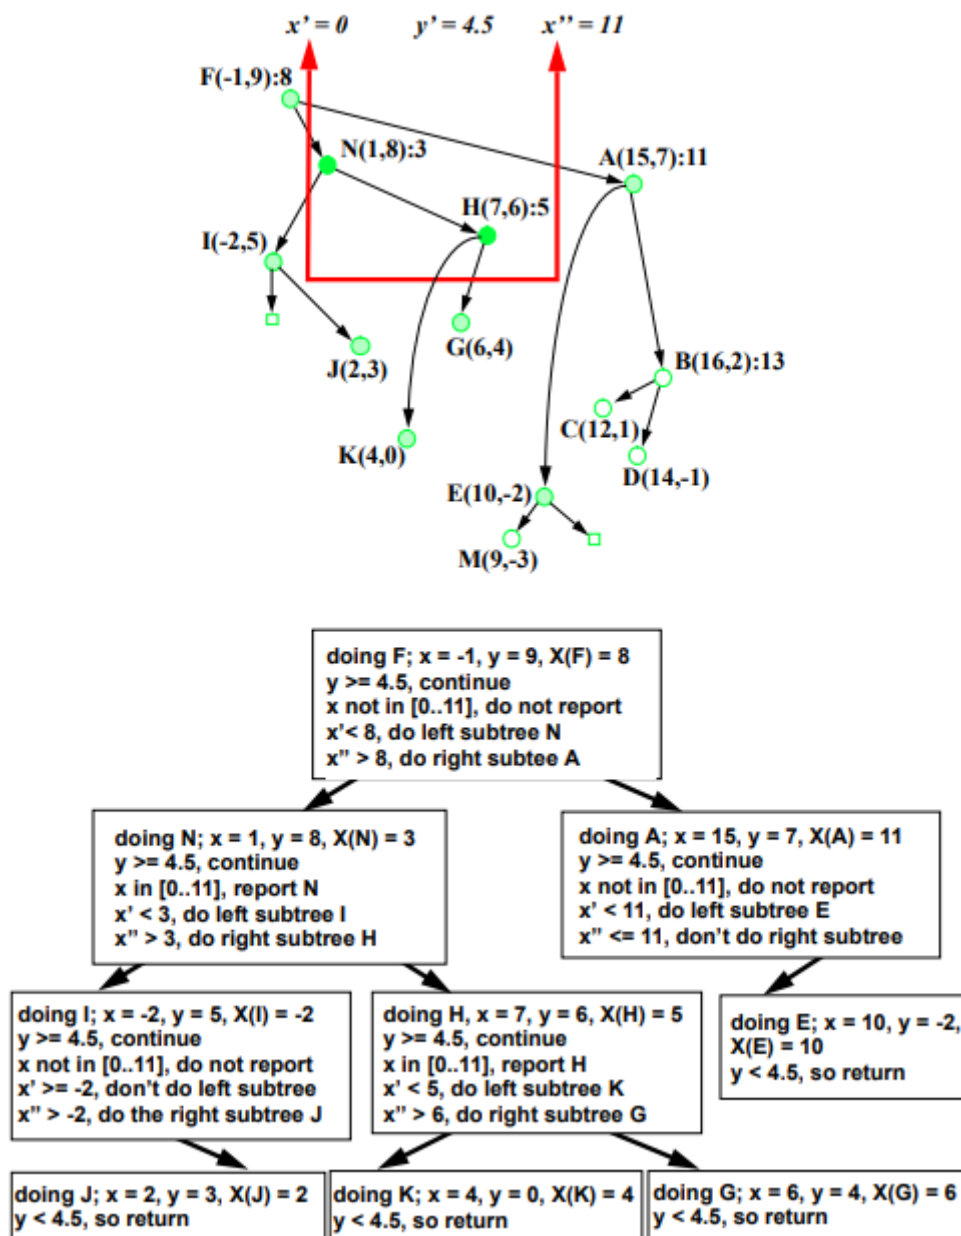 x' = 0 y' = 4.5 x'' = 11
F(-1,9):8
N(1,8):3
A(15,7):11
H(7,6):5
I(-2,5)
G(6,4)
J(2,3)
B(16,2):13
C(12,1)
K(4,0)
D(14,-1)
E(10,-2)
M(9,-3)
doing F; x = -1, y = 9, X(F) = 8
y >= 4.5, continue
x not in [0..11], do not report
x'< 8, do left subtree N
x" > 8, do right subtee A
doing N; x = 1, y = 8, X(N) = 3
y >= 4.5, continue
x in [0..11], report N
x' < 3, do left subtree I
x" > 3, do right subtree H
doing A; x = 15, y = 7, X(A) = 11
y >= 4.5, continue
x not in [0..11], do not report
x' < 11, do left subtree E
x" <= 11, don't do right subtree
doing I; x = -2, y = 5, X(I) = -2
y >= 4.5, continue
x not in [0..11], do not report
x' >= -2, don't do left subtree
x" > -2, do the right subtree J
doing H, x = 7, y = 6, X(H) = 5
y >= 4.5, continue
x in [0..11], report H
x' < 5, do left subtree K
x" > 6, do right subtree G
doing E; x = 10, y = -2,
X(E) = 10
y < 4.5, so return
doing J; x = 2, y = 3, X(J) = 2
y < 4.5, so return
doing K; x = 4, y = 0, X(K) = 4
y < 4.5, so return
doing G; x = 6, y = 4, X(G) = 6
y < 4.5, so return